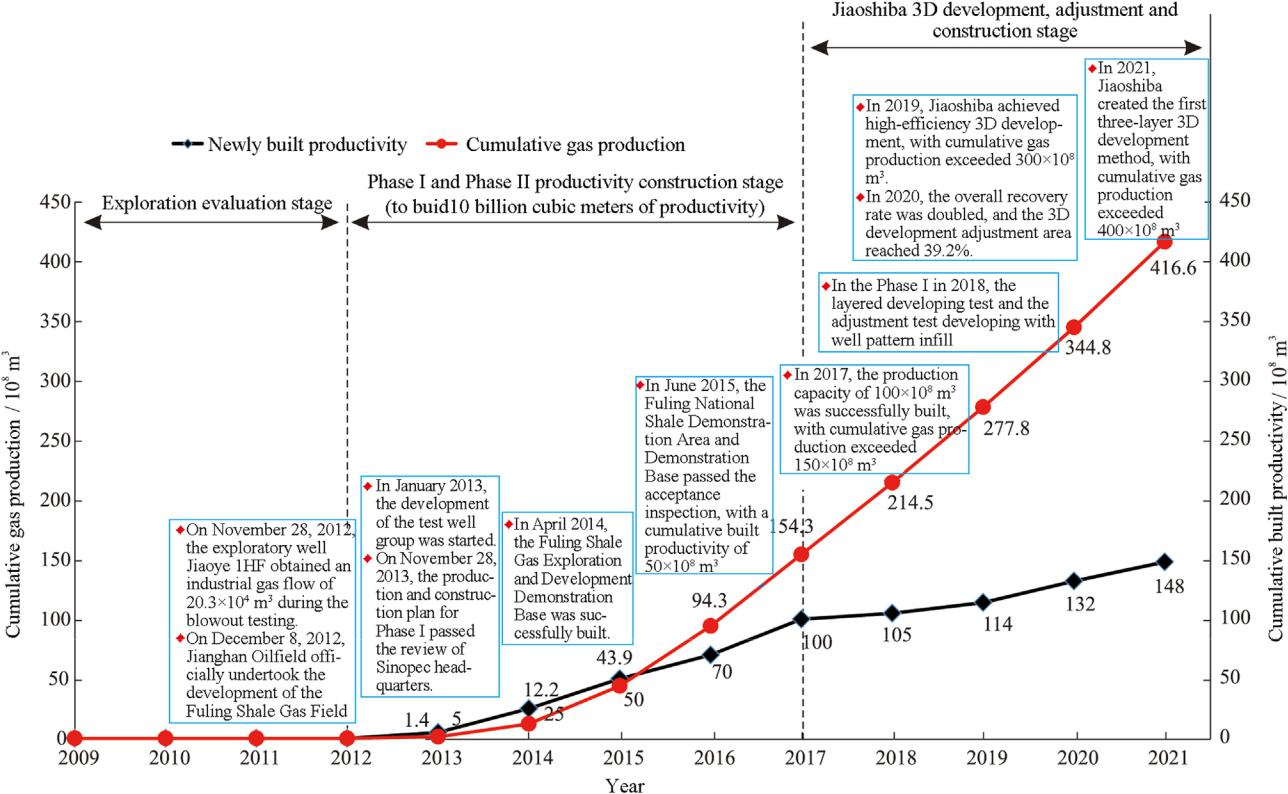 Jiaoshiba 3D development, adjustment and
construction stage
Newly built productivity
Cumulative gas production
Exploration evaluation stage
Phase I and Phase II productivity construction stage
(to buid10 billion cubic meters of productivity)
◆In 2021,
Jiaoshiba
created the first
three-layer 3D
development
method, with
cumulative gas
production
exceeded
400×10⁸ m³
◆In 2019, Jiaoshiba achieved
high-efficiency 3D develop-
ment, with cumulative gas
production exceeded 300×10⁸
m³.
◆In 2020, the overall recovery
rate was doubled, and the 3D
development adjustment area
reached 39.2%.
◆In the Phase I in 2018, the
layered developing test and the
adjustment test developing with
well pattern infill
◆In 2017, the production
capacity of 100×10⁸ m³
was successfully built,
with cumulative gas pro-
duction exceeded
150×10⁸ m³
◆In June 2015, the
Fuling National
Shale Demonstra-
tion Area and
Demonstration
Base passed the
acceptance
inspection, with a
cumulative built
productivity of
50×10⁸ m³
◆In April 2014,
the Fuling Shale
Gas Exploration
and Development
Demonstration
Base was suc-
cessfully built.
◆In January 2013,
the development
of the test well
group was started.
◆On November 28,
2013, the produc-
tion and construc-
tion plan for
Phase I passed
the review of
Sinopec head-
quarters.
◆On November 28, 2012,
the exploratory well
Jiaoye 1HF obtained an
industrial gas flow of
20.3×10⁴ m³ during the
blowout testing.
◆On December 8, 2012,
Jianghan Oilfield offi-
cially undertook the
development of the
Fuling Shale Gas Field
Cumulative gas production / 10⁸ m³
450
400
350
300
250
200
150
100
50
0
Cumulative built productivity / 10⁸ m³
450
400
350
300
250
200
150
100
50
0
1.4
12.2
43.9
94.3
154.3
214.5
277.8
344.8
416.6
5
25
50
70
100
105
114
132
148
2009 2010 2011 2012 2013 2014 2015 2016 2017 2018 2019 2020 2021
Year